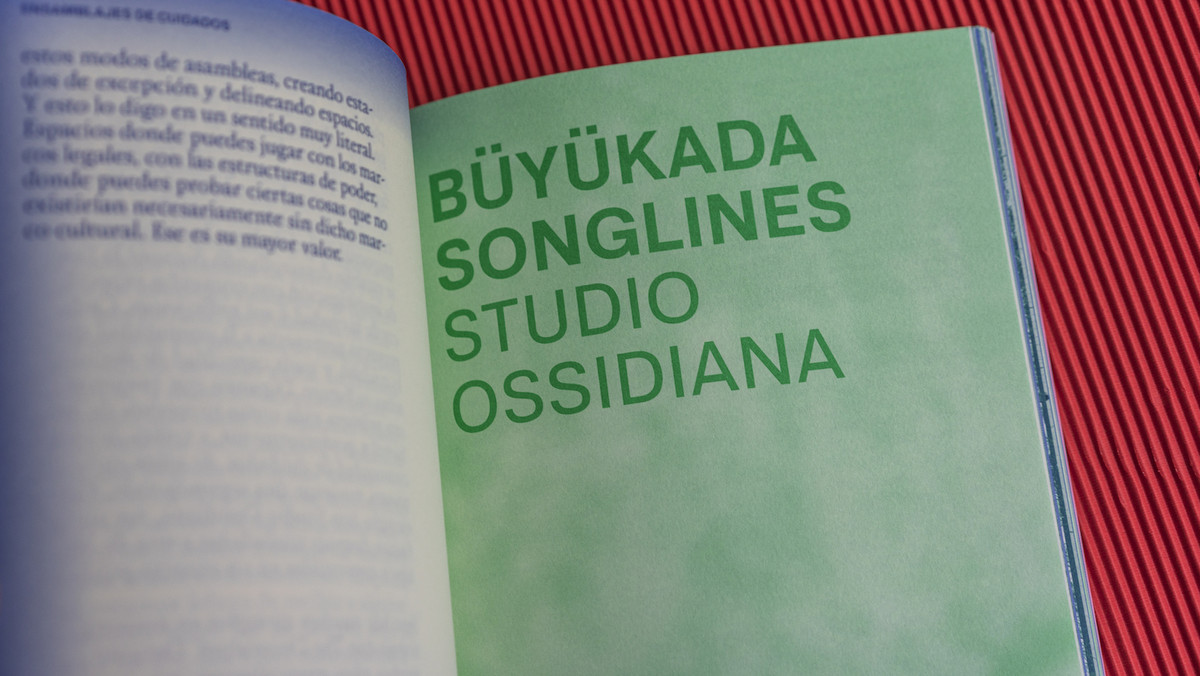 ENSAMBLAJES DE CUIDADOS
estos modos de asambleas, creando esta-
dos de excepción y delineando espacios.
Y esto lo digo en un sentido muy literal.
Espacios donde puedes jugar con los mar-
cos legales, con las estructuras de poder,
donde puedes probar ciertas cosas que no
existirían necesariamente sin dicho mar-
co cultural. Ese es su mayor valor.
BÜYÜKADA
SONGLINES
STUDIO
OSSIDIANA